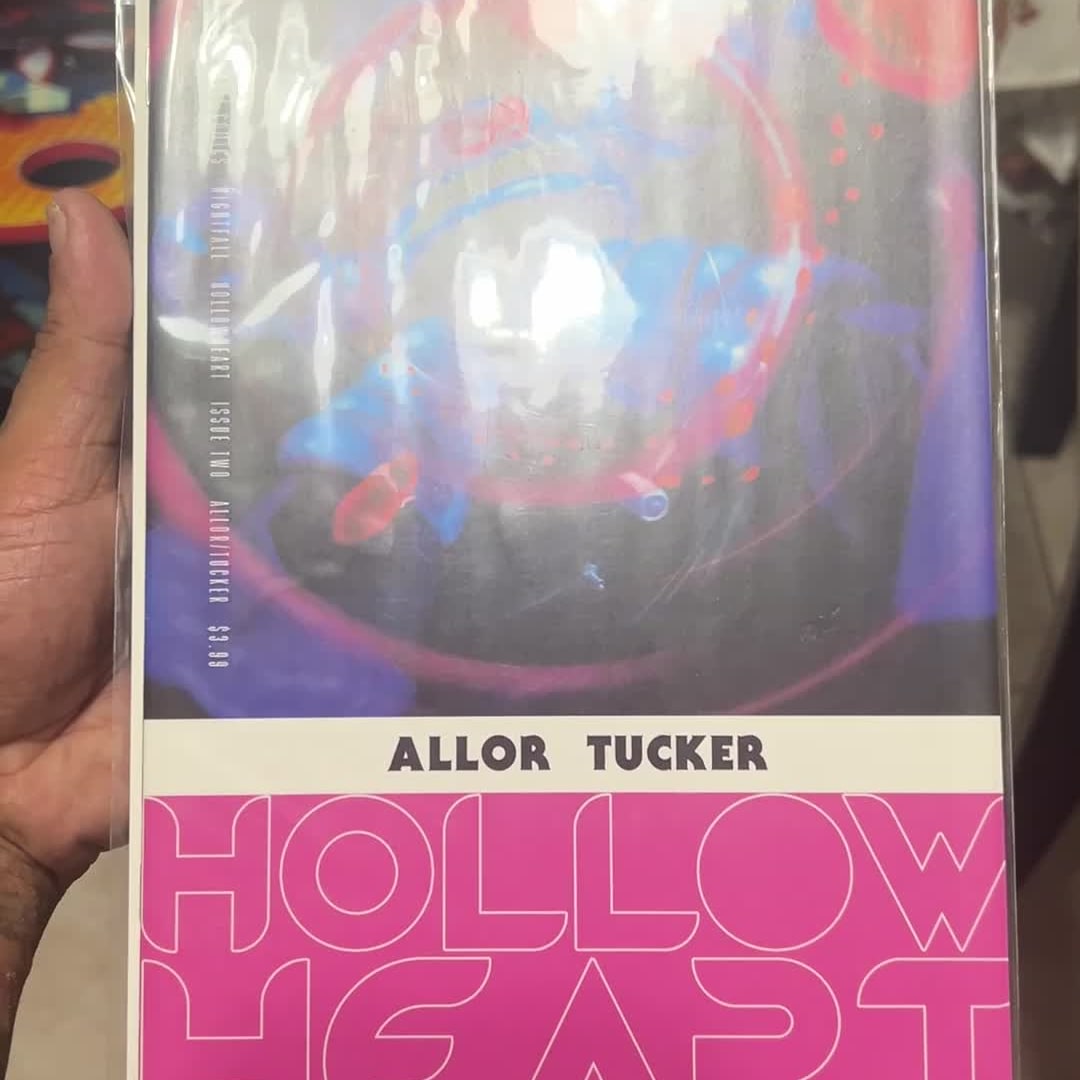 NIGHTFALL HOLLOW HEART ISSUE TWO ALLOR/TUCKER $3.99
ALLOR TUCKER
HOLLOW
HEART